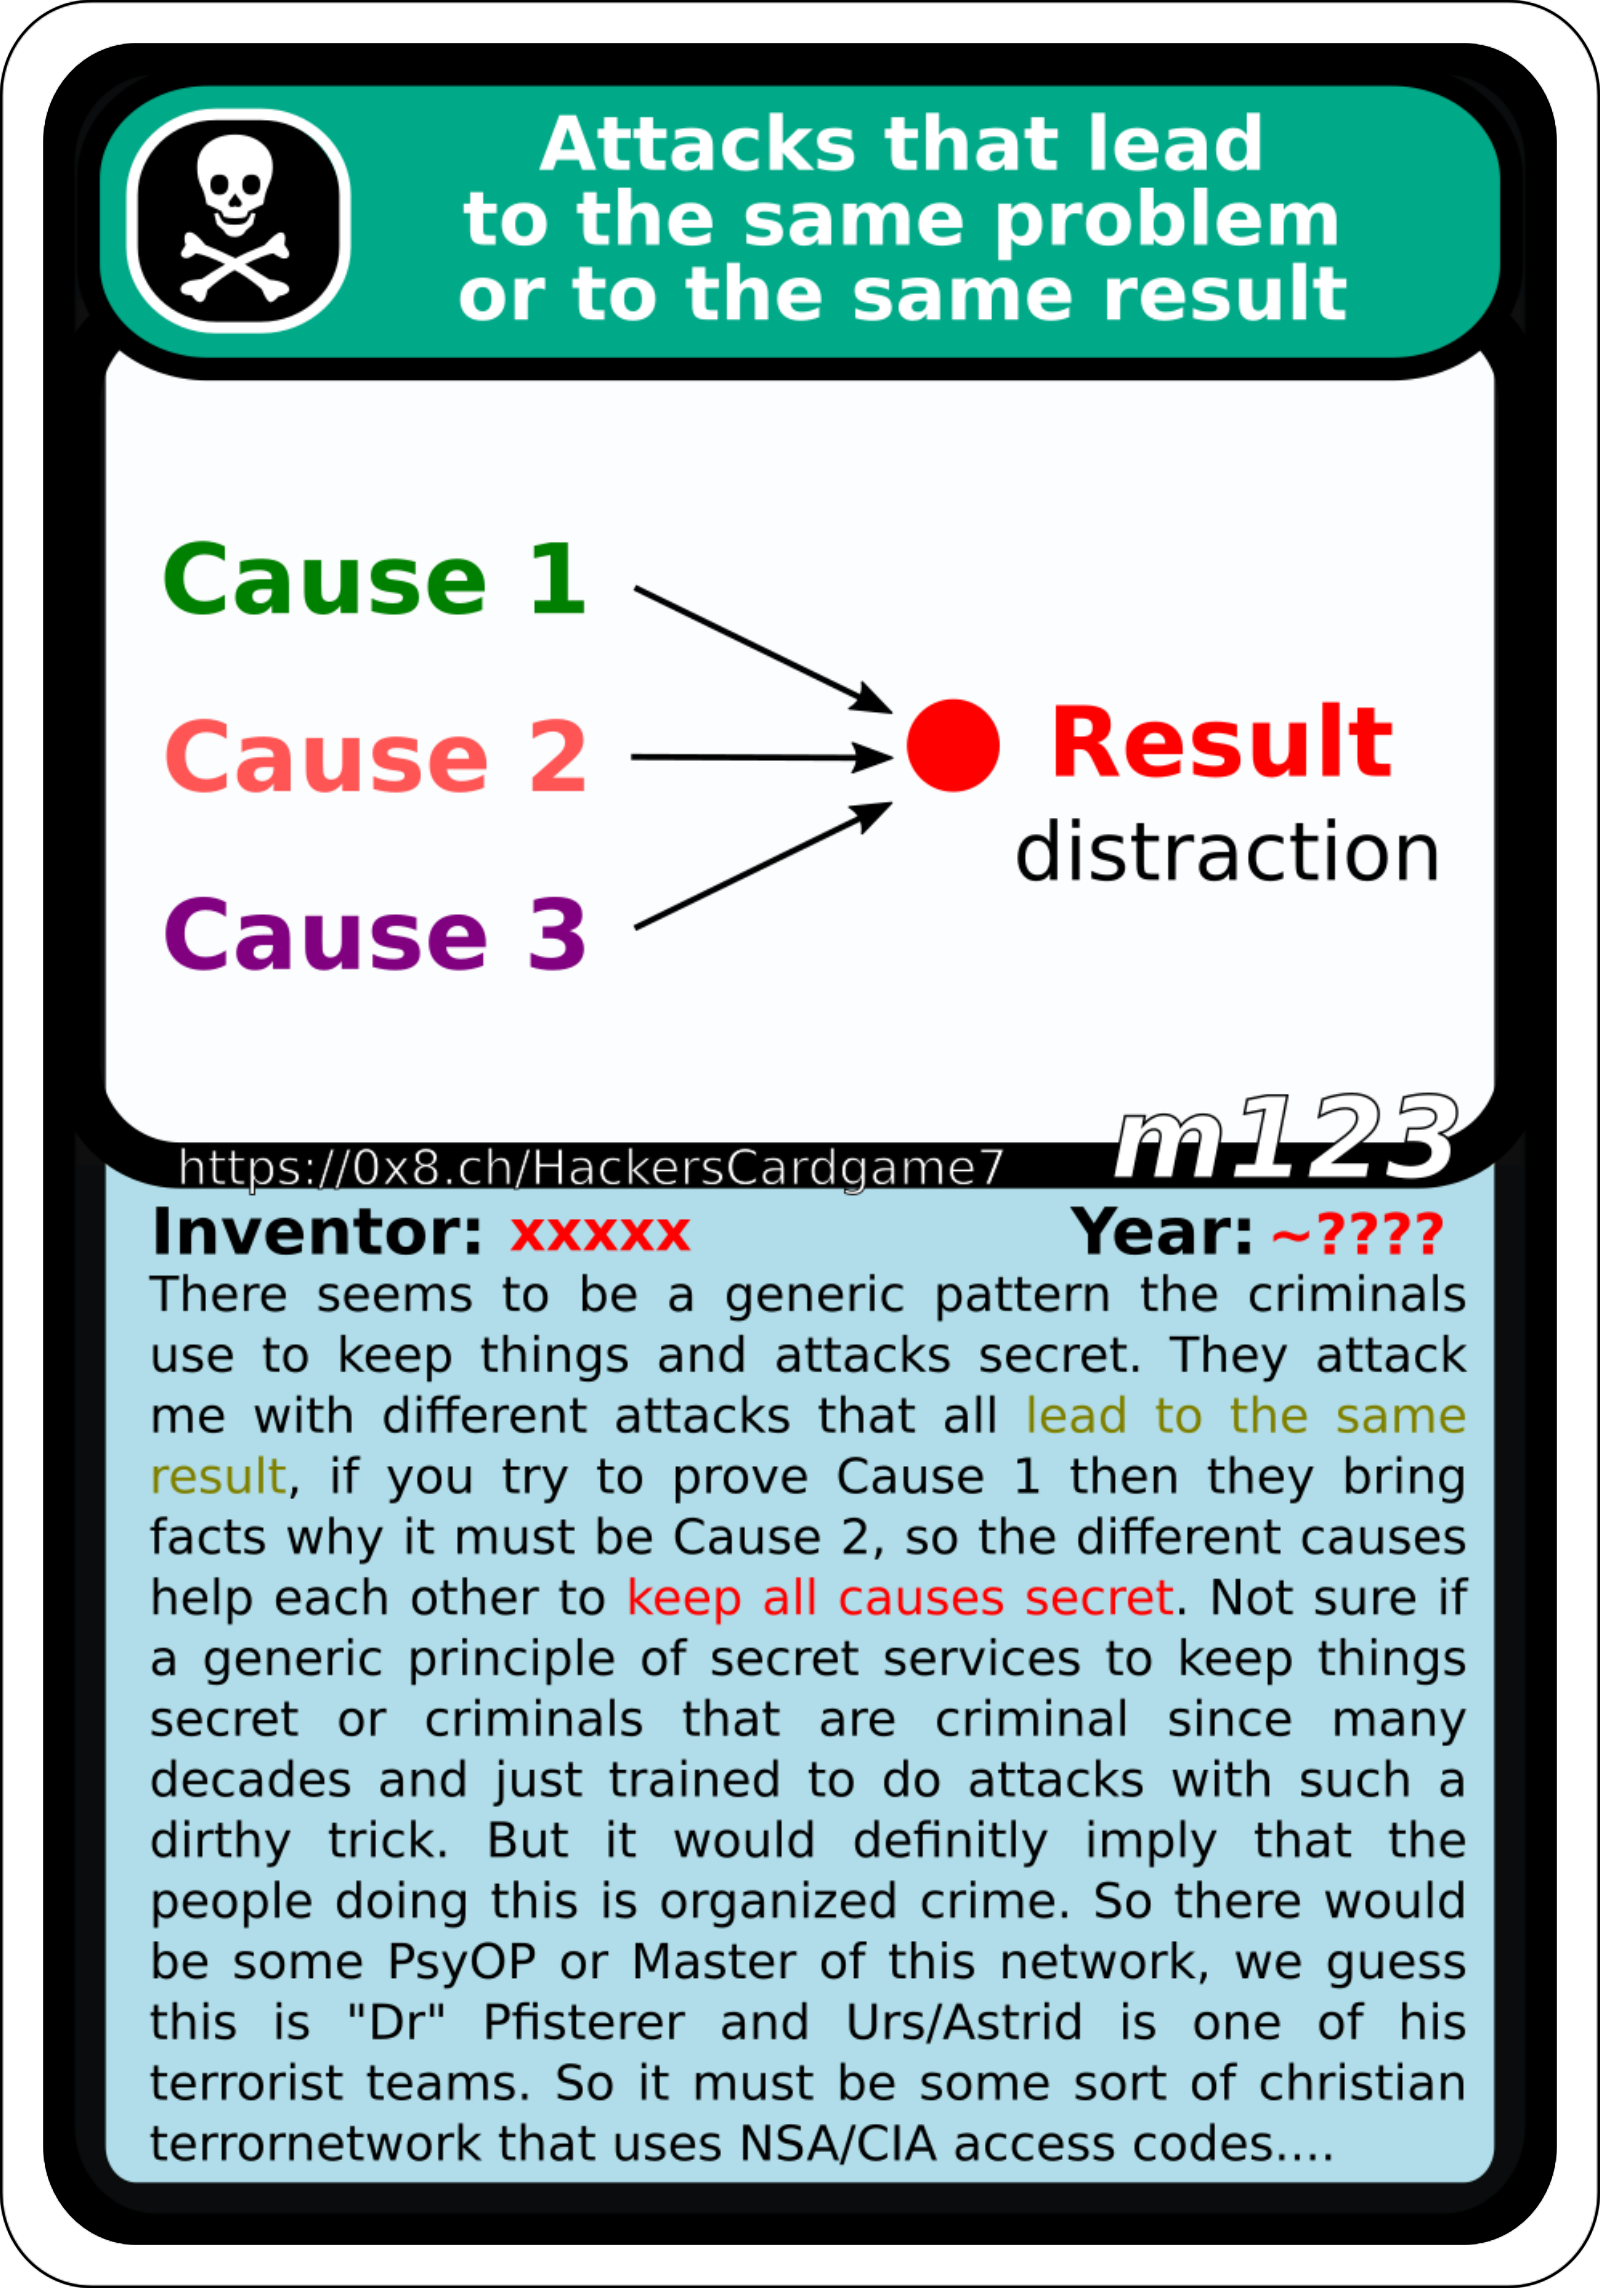 Attacks that lead
to the same problem
or to the same result
Cause 1
Cause 2
Cause 3
Result
distraction
m123
https://0x8.ch/HackersCardgame7
Inventor: xxxxx Year: ~????
There seems to be a generic pattern the criminals
use to keep things and attacks secret. They attack
me with different attacks that all lead to the same
result, if you try to prove Cause 1 then they bring
facts why it must be Cause 2, so the different causes
help each other to keep all causes secret. Not sure if
a generic principle of secret services to keep things
secret or criminals that are criminal since many
decades and just trained to do attacks with such a
dirthy trick. But it would definitly imply that the
people doing this is organized crime. So there would
be some PsyOP or Master of this network, we guess
this is "Dr" Pfisterer and Urs/Astrid is one of his
terrorist teams. So it must be some sort of christian
terrornetwork that uses NSA/CIA access codes....